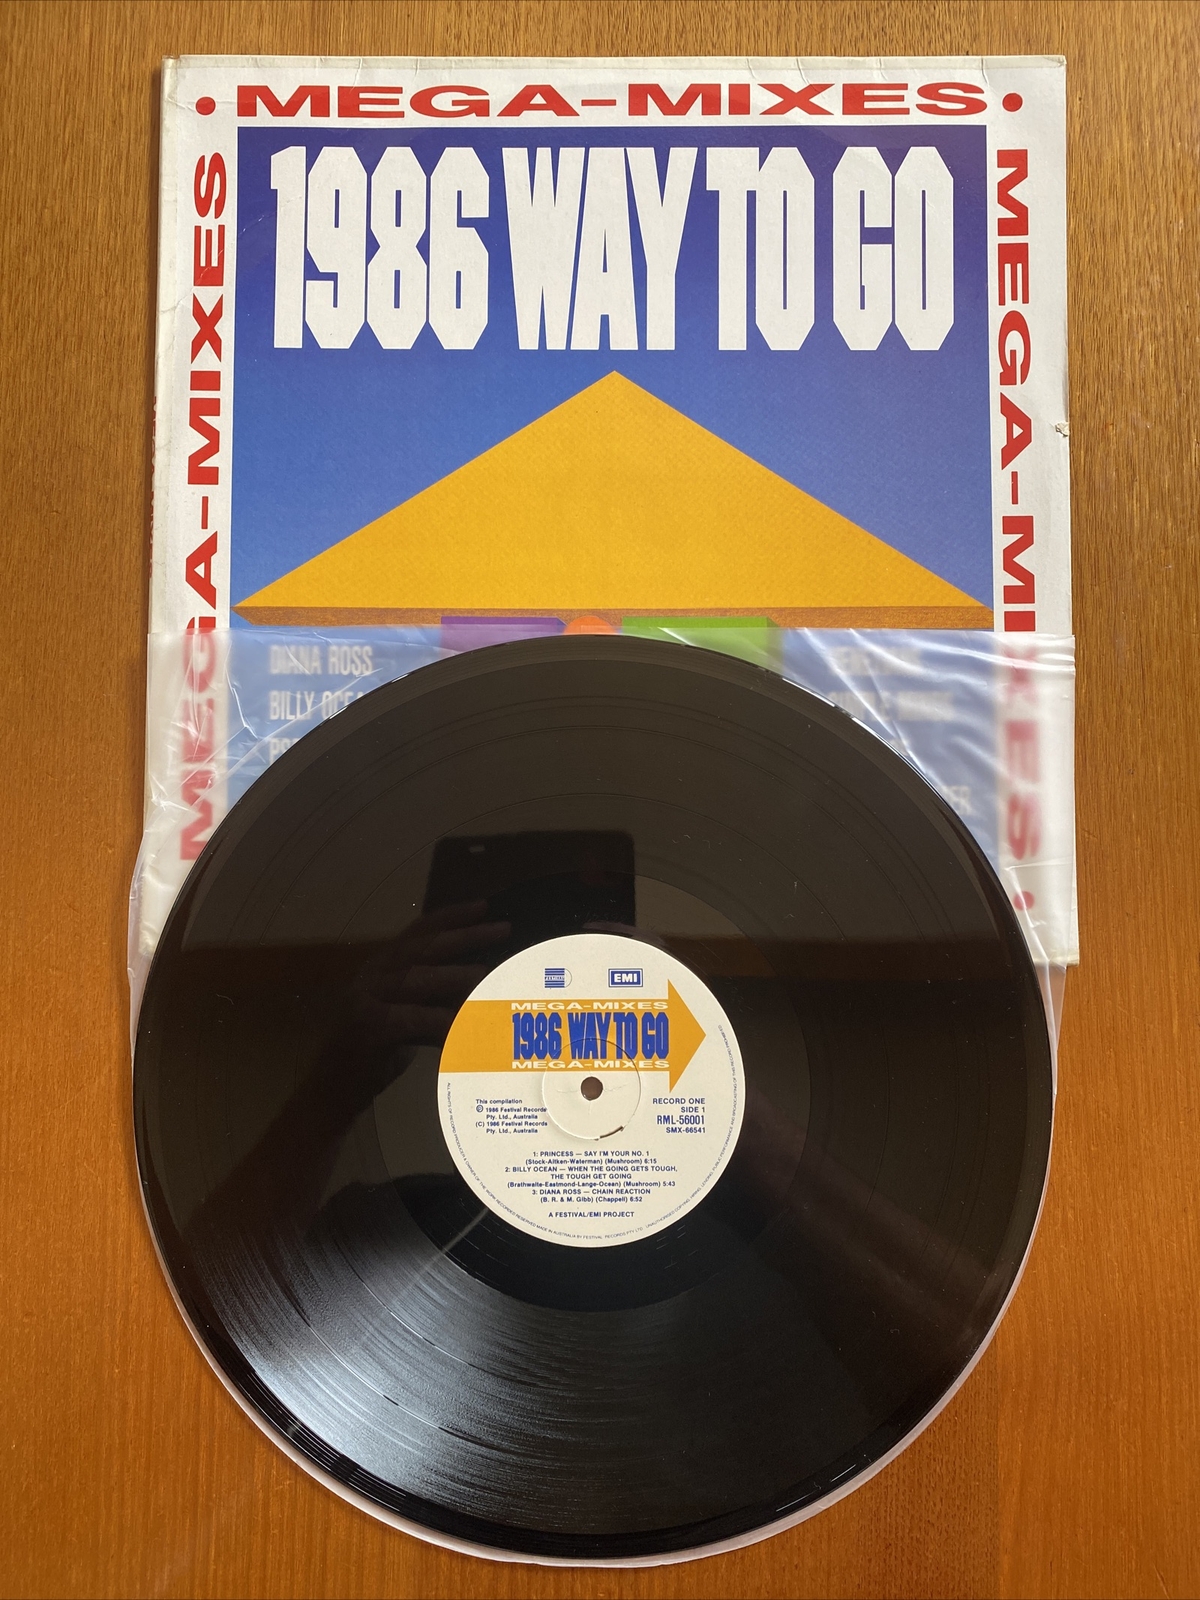 • MEGA-MIXES •
MEGA-MIXES
MEGA-MIXES •
1986 WAY TO GO
DIANA ROSS
BILLY
FESTIVAL
EMI
MEGA-MIXES
1986 WAY TO GO
MEGA-MIXES
This compilation
Ⓟ 1986 Festival Records
Pty. Ltd., Australia
(C) 1986 Festival Records
Pty. Ltd., Australia
RECORD ONE
SIDE 1
RML-56001
SMX-66541
1: PRINCESS — SAY I'M YOUR NO. 1
(Stock-Aitken-Waterman) (Mushroom) 6:15
2: BILLY OCEAN — WHEN THE GOING GETS TOUGH,
THE TOUGH GET GOING
(Brathwaite-Eastmond-Lange-Ocean) (Mushroom) 5:43
3: DIANA ROSS — CHAIN REACTION
(B. R. & M. Gibb) (Chappell) 6:52
A FESTIVAL/EMI PROJECT